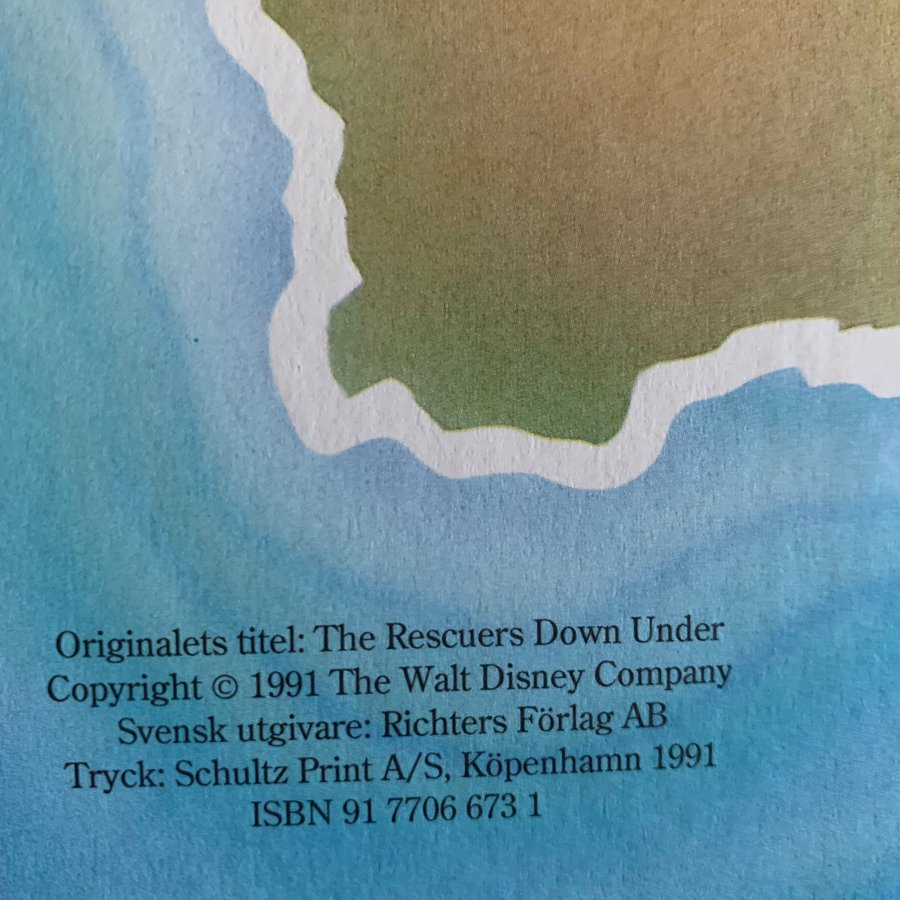 Originalets titel: The Rescuers Down Under
Copyright © 1991 The Walt Disney Company
Svensk utgivare: Richters Förlag AB
Tryck: Schultz Print A/S, Köpenhamn 1991
ISBN 91 7706 673 1